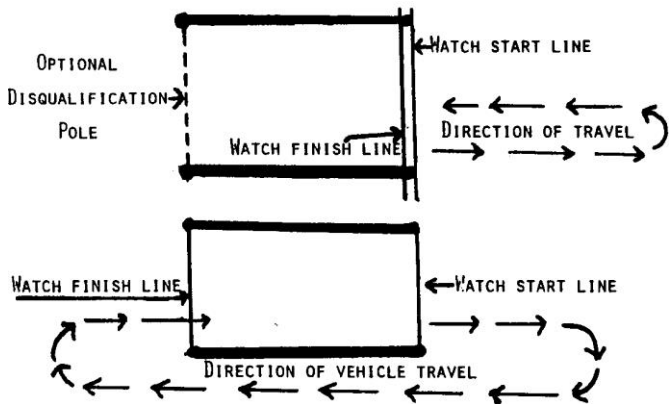 WATCH START LINE
OPTIONAL
DISQUALIFICATION
POLE
DIRECTION OF TRAVEL
WATCH FINISH LINE
WATCH FINISH LINE
WATCH START LINE
DIRECTION OF VEHICLE TRAVEL